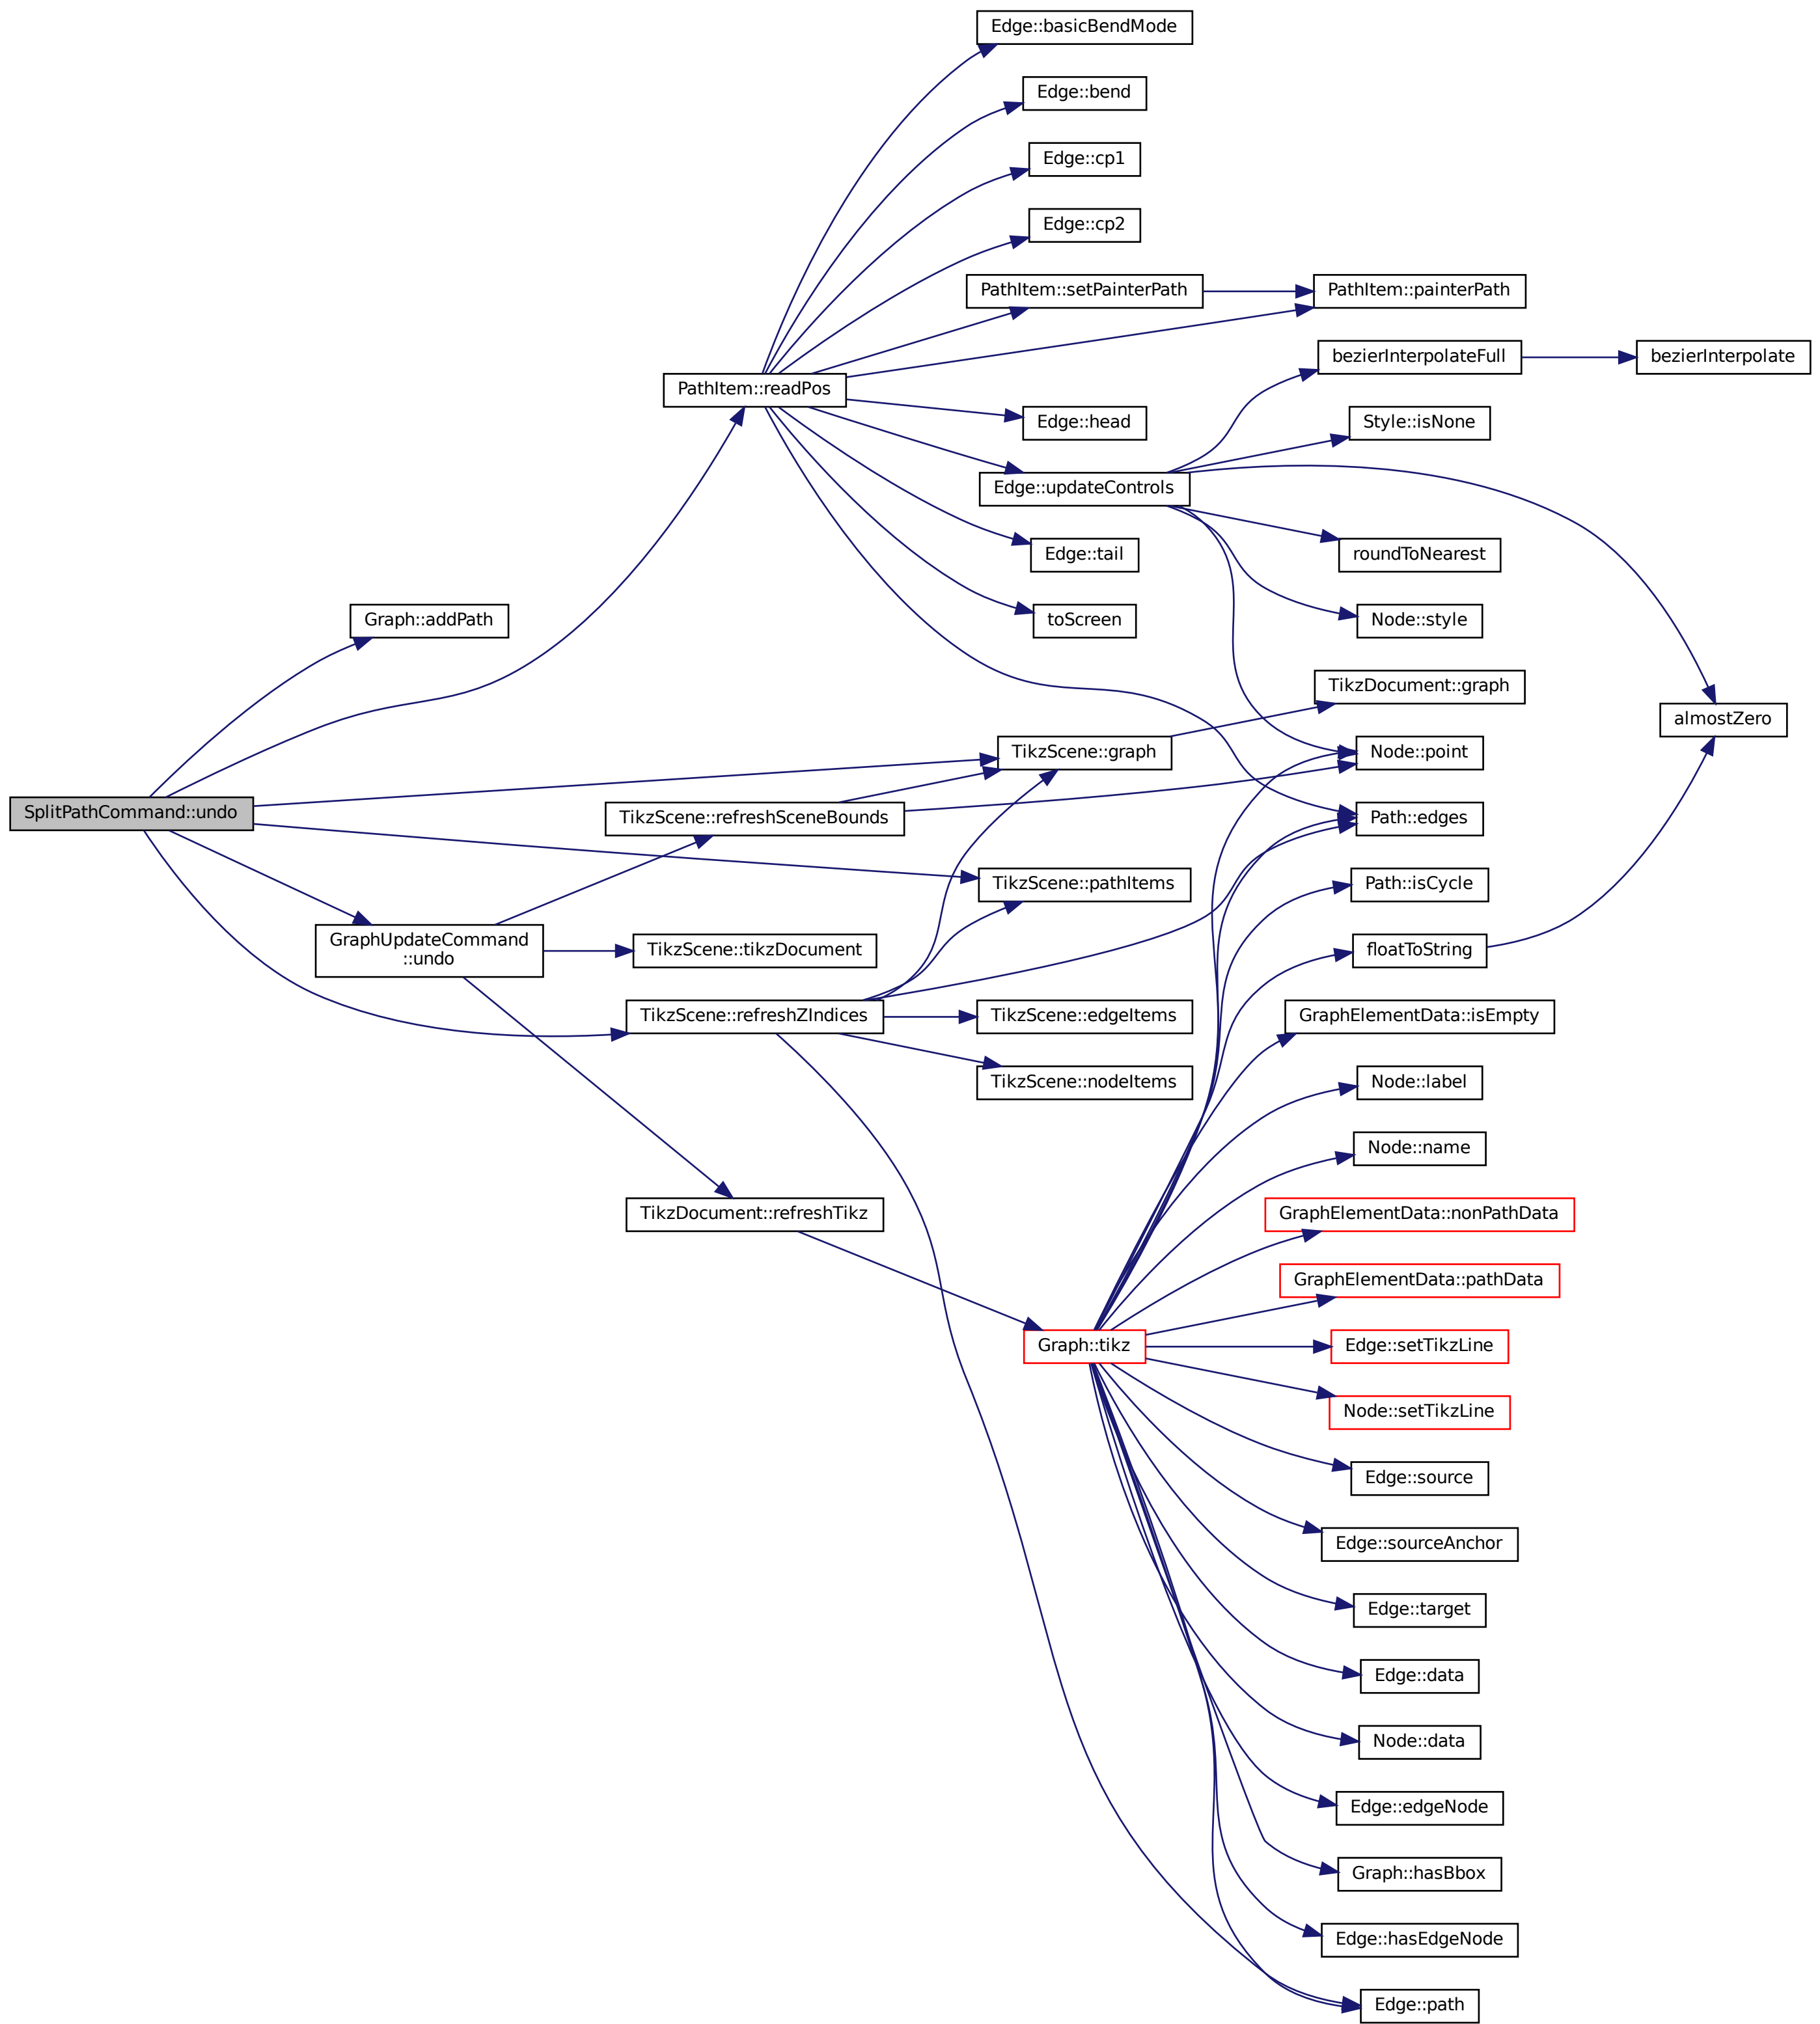 Edge::basicBendMode
Edge::bend
Edge::cp1
Edge::cp2
PathItem::setPainterPath
PathItem::painterPath
bezierInterpolateFull
bezierInterpolate
PathItem::readPos
Edge::head
Style::isNone
Edge::updateControls
Edge::tail
roundToNearest
Graph::addPath
toScreen
Node::style
TikzDocument::graph
almostZero
TikzScene::graph
Node::point
SplitPathCommand::undo
TikzScene::refreshSceneBounds
Path::edges
TikzScene::pathItems
Path::isCycle
GraphUpdateCommand
::undo
TikzScene::tikzDocument
floatToString
TikzScene::refreshZIndices
TikzScene::edgeItems
GraphElementData::isEmpty
TikzScene::nodeItems
Node::label
Node::name
TikzDocument::refreshTikz
GraphElementData::nonPathData
GraphElementData::pathData
Graph::tikz
Edge::setTikzLine
Node::setTikzLine
Edge::source
Edge::sourceAnchor
Edge::target
Edge::data
Node::data
Edge::edgeNode
Graph::hasBbox
Edge::hasEdgeNode
Edge::path